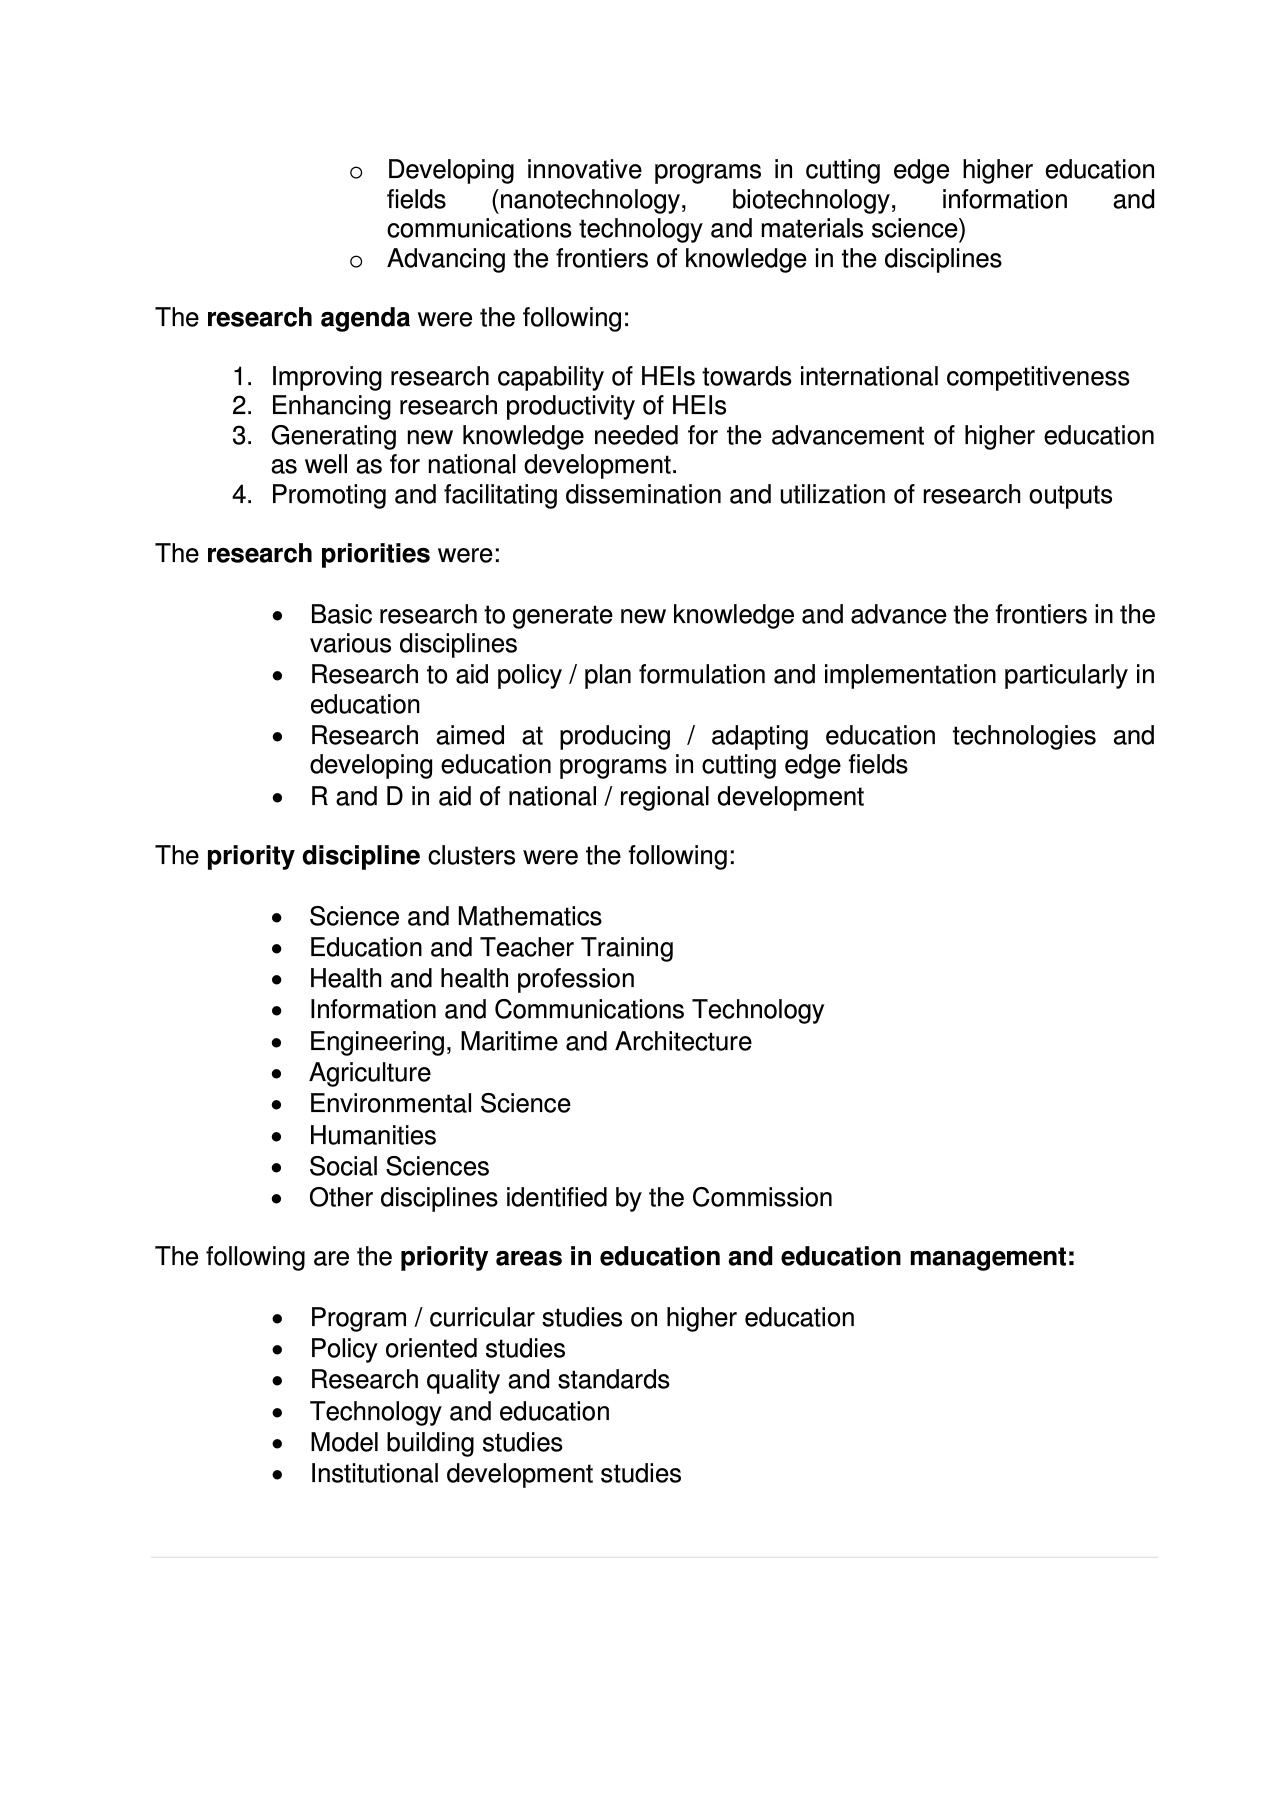 o Developing innovative programs in cutting edge higher education
fields (nanotechnology, biotechnology, information and
communications technology and materials science)
o Advancing the frontiers of knowledge in the disciplines
The research agenda were the following:
1. Improving research capability of HEIs towards international competitiveness
2. Enhancing research productivity of HEIs
3. Generating new knowledge needed for the advancement of higher education
as well as for national development.
4. Promoting and facilitating dissemination and utilization of research outputs
The research priorities were:
• Basic research to generate new knowledge and advance the frontiers in the
various disciplines
• Research to aid policy / plan formulation and implementation particularly in
education
• Research aimed at producing / adapting education technologies and
developing education programs in cutting edge fields
• R and D in aid of national / regional development
The priority discipline clusters were the following:
• Science and Mathematics
• Education and Teacher Training
• Health and health profession
• Information and Communications Technology
• Engineering, Maritime and Architecture
• Agriculture
• Environmental Science
• Humanities
• Social Sciences
• Other disciplines identified by the Commission
The following are the priority areas in education and education management:
• Program / curricular studies on higher education
• Policy oriented studies
• Research quality and standards
• Technology and education
• Model building studies
• Institutional development studies